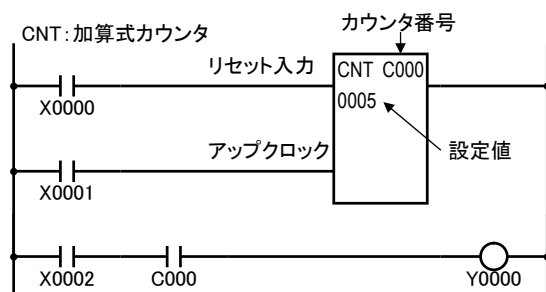 CNT:加算式カウンタ
カウンタ番号
リセット入力
CNT C000
X0000
0005
設定値
アップクロック
X0001
X0002
C000
Y0000